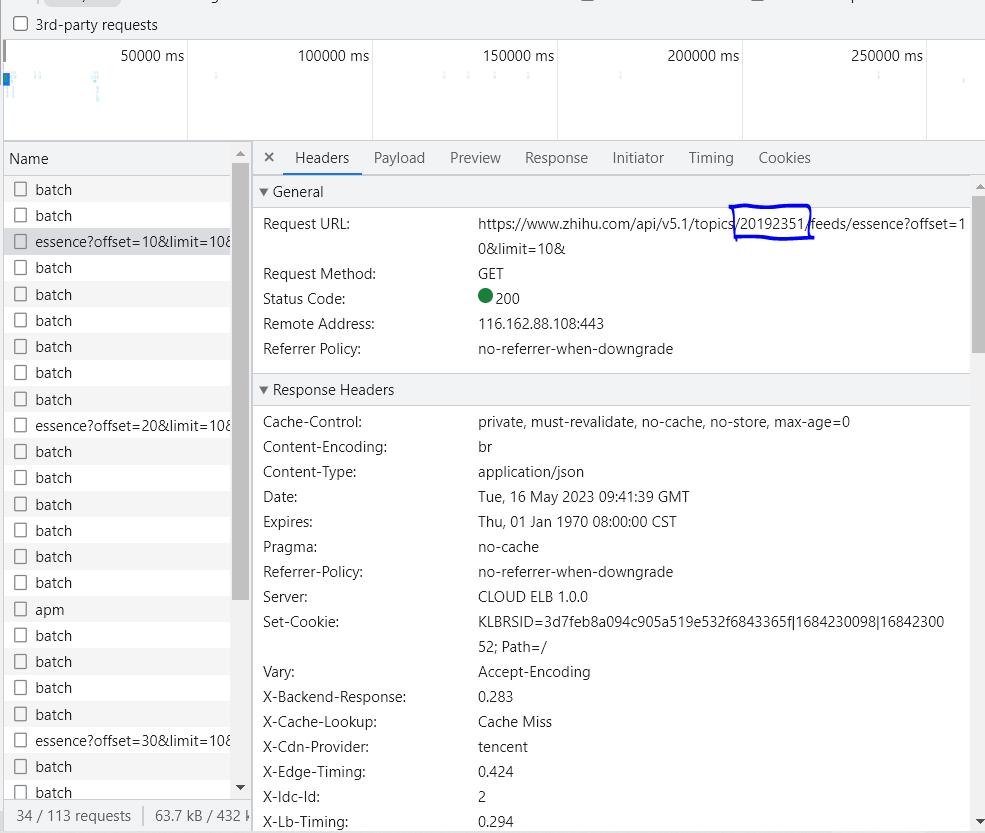 3rd-party requests
50000 ms 100000 ms 150000 ms 200000 ms 250000 ms
Name
batch
batch
essence?offset=10&limit=10&
batch
batch
batch
batch
batch
batch
essence?offset=20&limit=10&
batch
batch
batch
batch
batch
batch
apm
batch
batch
batch
batch
essence?offset=30&limit=10&
batch
batch
34 / 113 requests 63.7 kB / 432 k
× Headers Payload Preview Response Initiator Timing Cookies
General
Request URL: https://www.zhihu.com/api/v5.1/topics/20192351/feeds/essence?offset=1
0&limit=10&
Request Method: GET
Status Code: 200
Remote Address: 116.162.88.108:443
Referrer Policy: no-referrer-when-downgrade
Response Headers
Cache-Control: private, must-revalidate, no-cache, no-store, max-age=0
Content-Encoding: br
Content-Type: application/json
Date: Tue, 16 May 2023 09:41:39 GMT
Expires: Thu, 01 Jan 1970 08:00:00 CST
Pragma: no-cache
Referrer-Policy: no-referrer-when-downgrade
Server: CLOUD ELB 1.0.0
Set-Cookie: KLBRSID=3d7feb8a094c905a519e532f6843365f|1684230098|16842300
52; Path=/
Vary: Accept-Encoding
X-Backend-Response: 0.283
X-Cache-Lookup: Cache Miss
X-Cdn-Provider: tencent
X-Edge-Timing: 0.424
X-Idc-Id: 2
X-Lb-Timing: 0.294